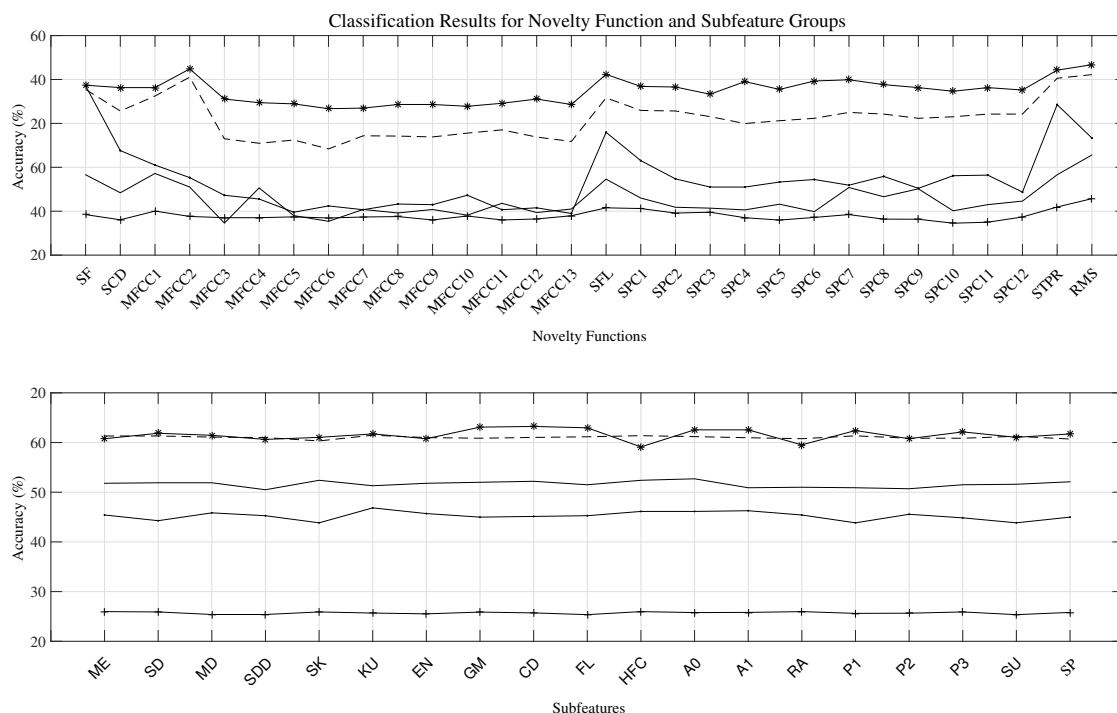 Classification Results for Novelty Function and Subfeature Groups
60
40
20
60
40
20
Accuracy (%)
SF SCD MFCC1 MFCC2 MFCC3 MFCC4 MFCC5 MFCC6 MFCC7 MFCC8 MFCC9 MFCC10 MFCC11 MFCC12 MFCC13 SFL SPC1 SPC2 SPC3 SPC4 SPC5 SPC6 SPC7 SPC8 SPC9 SPC10 SPC11 SPC12 STPR RMS
Novelty Functions
20
60
50
40
30
20
Accuracy (%)
ME SD MD SDD SK KU EN GM CD FL HFC A0 A1 RA P1 P2 P3 SU SP
Subfeatures